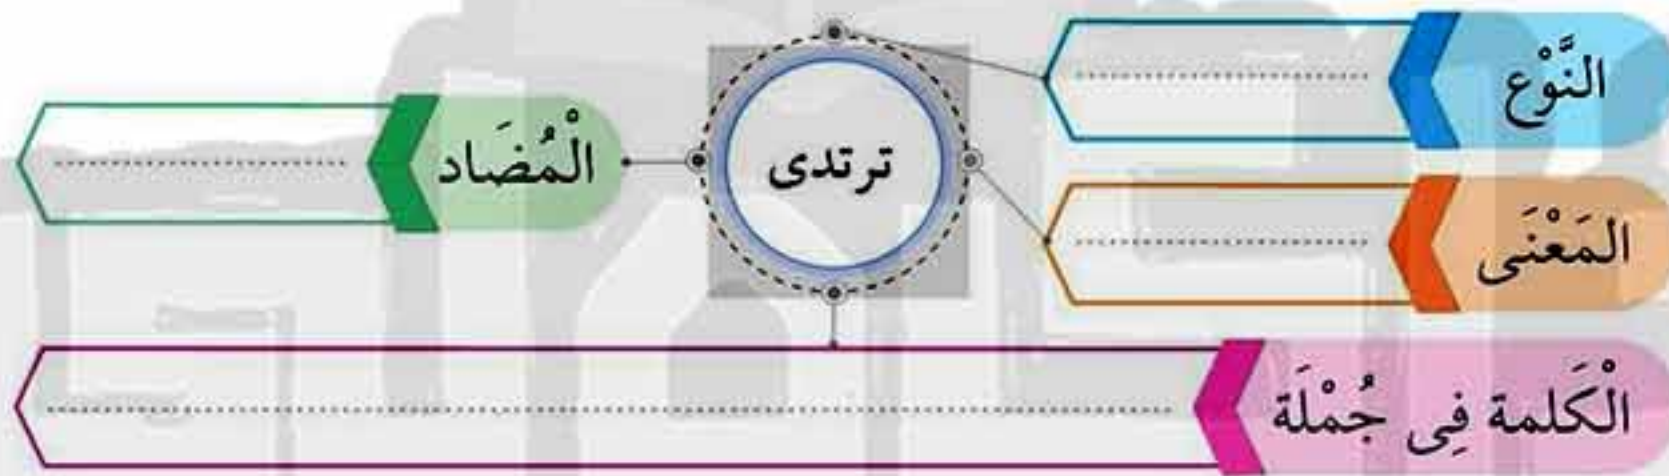 النَّوْع
الْمُضَاد
ترتدى
المَعْنَى
الْكَلمة فِى جُمْلَة